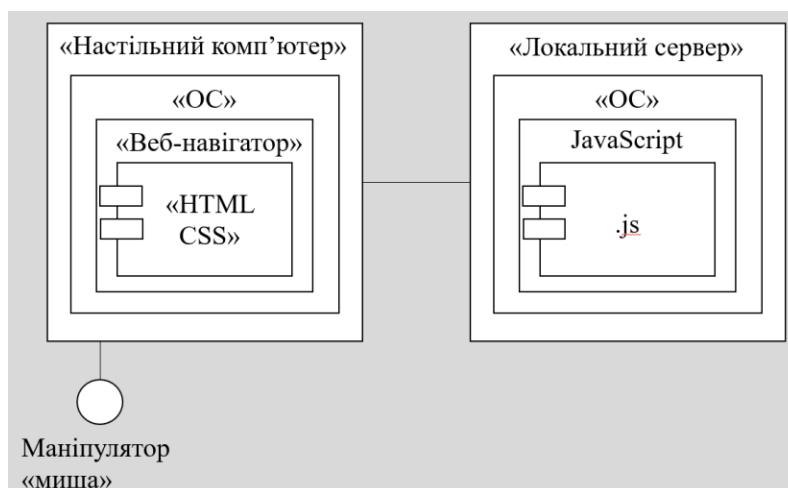 «Настільний комп’ютер»
«ОС»
«Веб-навігатор»
«HTML
CSS»
Маніпулятор
«миша»
«Локальний сервер»
«ОС»
JavaScript
.js